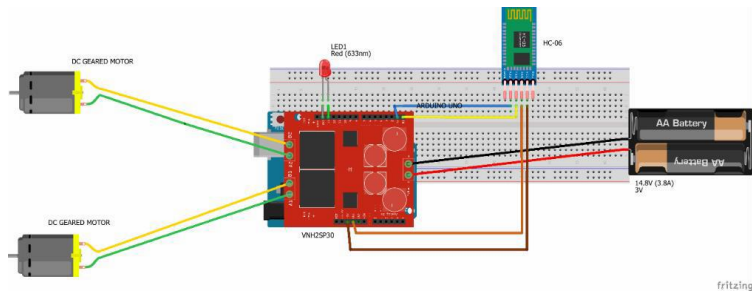 LED1
Red (633nm)
HC-06
DC GEARED MOTOR
ARDUINO UNO
AA Battery
AA Battery
14.8V (3.8A)
3V
DC GEARED MOTOR
VNH2SP30
fritzing